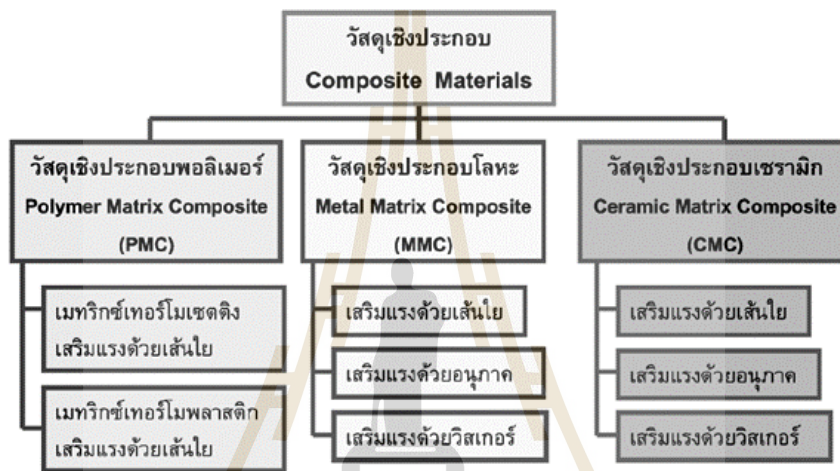 วัสดุเชิงประกอบ
Composite Materials
วัสดุเชิงประกอบพอลิเมอร์
Polymer Matrix Composite
(PMC)
เมทริกซ์เทอร์โมเซตติง
เสริมแรงด้วยเส้นใย
เมทริกซ์เทอร์โมพลาสติก
เสริมแรงด้วยเส้นใย
วัสดุเชิงประกอบโลหะ
Metal Matrix Composite
(MMC)
เสริมแรงด้วยเส้นใย
เสริมแรงด้วยอนุภาค
เสริมแรงด้วยวิสเกอร์
วัสดุเชิงประกอบเซรามิก
Ceramic Matrix Composite
(CMC)
เสริมแรงด้วยเส้นใย
เสริมแรงด้วยอนุภาค
เสริมแรงด้วยวิสเกอร์